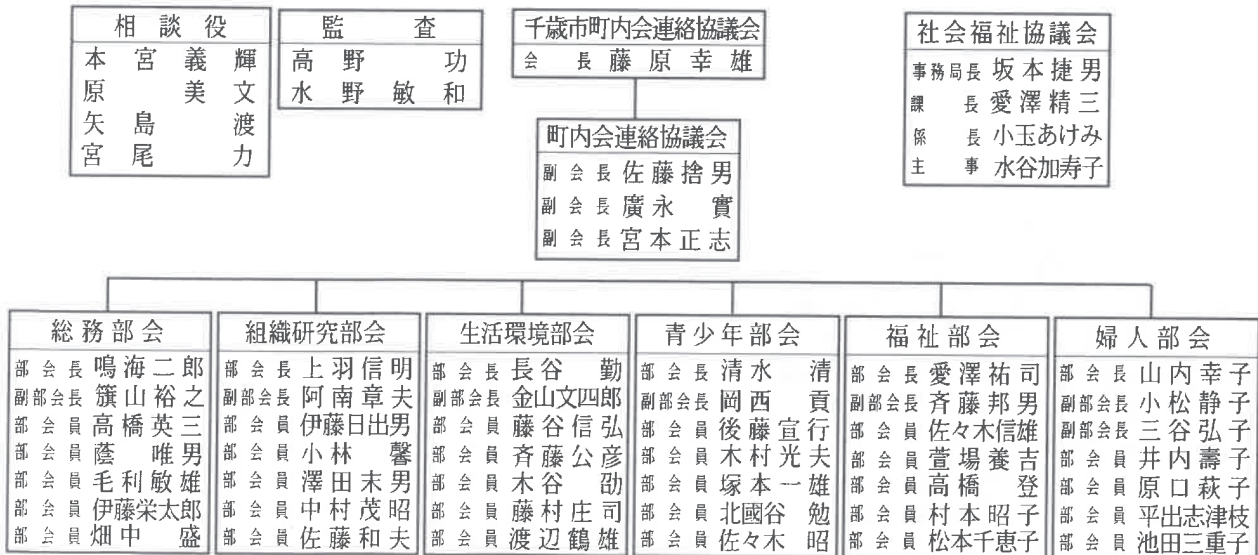 相談役
本宮義輝
原美文
矢島渡
宮尾力
監査
高野功
水野敏和
千歳市町内会連絡協議会
会長 藤原幸雄
社会福祉協議会
事務局長 坂本捷男
課長 愛澤精三
係長 小玉あけみ
主事 水谷加寿子
町内会連絡協議会
副会長 佐藤捨男
副会長 廣永實
副会長 宮本正志
総務部会
部会長 鳴海二郎
副部会長 籏山裕之
部会員 高橋英三
部会員 蔭唯男
部会員 毛利敏雄
部会員 伊藤栄太郎
部会員 畑中盛
組織研究部会
部会長 上羽信明
副部会長 阿南章夫
部会員 伊藤日出男
部会員 小林馨
部会員 澤田末男
部会員 中村茂昭
部会員 佐藤和夫
生活環境部会
部会長 長谷勤
副部会長 金山文四郎
部会員 藤谷信弘
部会員 斉藤公彦
部会員 木谷劭
部会員 藤村庄司
部会員 渡辺鶴雄
青少年部会
部会長 清水清
副部会長 岡西貢
部会員 後藤宣行
部会員 木村光夫
部会員 塚本一雄
部会員 北國谷勉
部会員 佐々木昭
福祉部会
部会長 愛澤祐司
副部会長 斉藤邦男
部会員 佐々木信雄
部会員 萱場養吉
部会員 高橋登
部会員 村本昭子
部会員 松本千恵子
婦人部会
部会長 山内幸子
副部会長 小松静子
副部会長 三谷弘子
部会員 井内壽子
部会員 原口萩子
部会員 平出志津枝
部会員 池田三重子